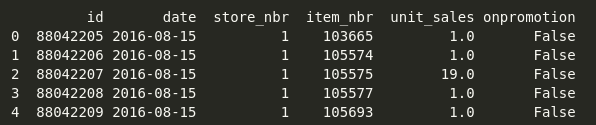 id date store_nbr item_nbr unit_sales onpromotion
0 88042205 2016-08-15 1 103665 1.0 False
1 88042206 2016-08-15 1 105574 1.0 False
2 88042207 2016-08-15 1 105575 19.0 False
3 88042208 2016-08-15 1 105577 1.0 False
4 88042209 2016-08-15 1 105693 1.0 False